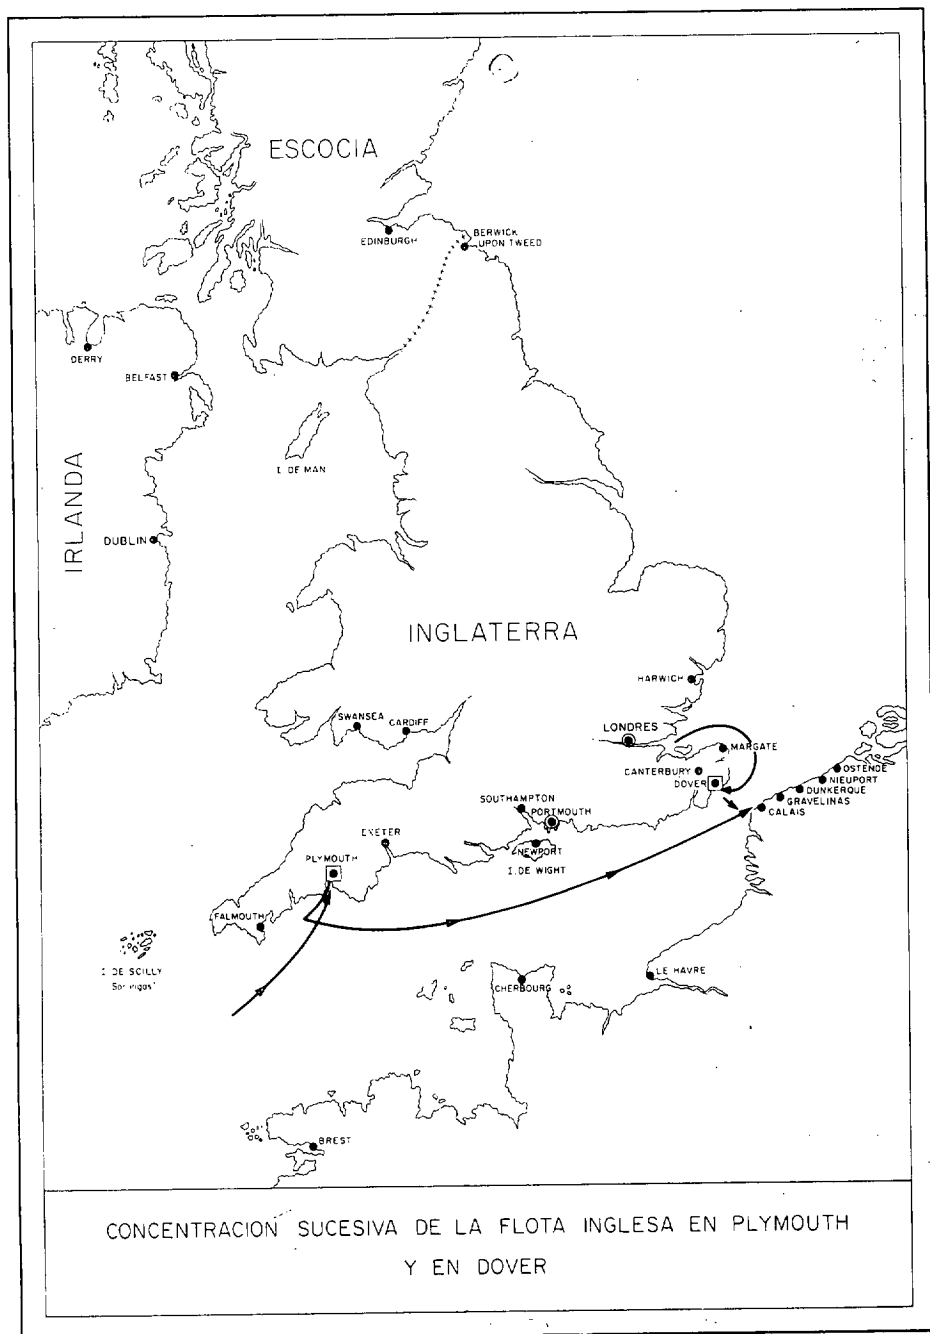 ESCOCIA
EDINBURGH
BERWICK
UPON TWEED
DERRY
BELFAST
I. DE MAN
IRLANDA
DUBLIN
INGLATERRA
HARWICH
SWANSEA
CARDIFF
LONDRES
MARGATE
CANTERBURY
DOVER
OSTENDE
NIEUPORT
DUNKERQUE
GRAVELINAS
CALAIS
SOUTHAMPTON
PORTMOUTH
EXETER
NEWPORT
I. DE WIGHT
PLYMOUTH
FALMOUTH
I. DE SCILLY
LE HAVRE
CHERBOURG
BREST
CONCENTRACION SUCESIVA DE LA FLOTA INGLESA EN PLYMOUTH
Y EN DOVER